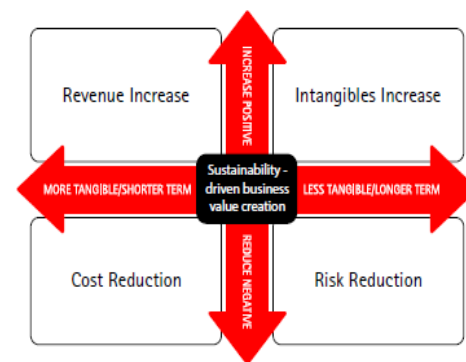 INCREASE POSITIVE
Revenue Increase
Intangibles Increase
MORE TANGIBLE/SHORTER TERM
Sustainability -
driven business
value creation
LESS TANGIBLE/LONGER TERM
Cost Reduction
Risk Reduction
REDUCE NEGATIVE